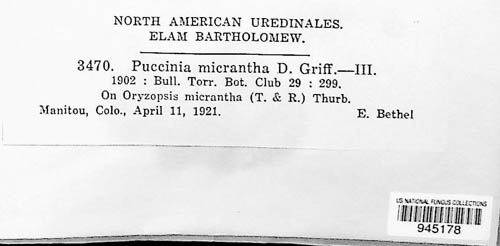 NORTH AMERICAN UREDINALES.
ELAM BARTHOLOMEW.
3470. Puccinia micrantha D. Griff.—III.
1902 : Bull. Torr. Bot. Club 29 : 299.
On Oryzopsis micrantha (T. & R.) Thurb.
Manitou, Colo., April 11, 1921. E. Bethel
US NATIONAL FUNGUS COLLECTIONS
945178